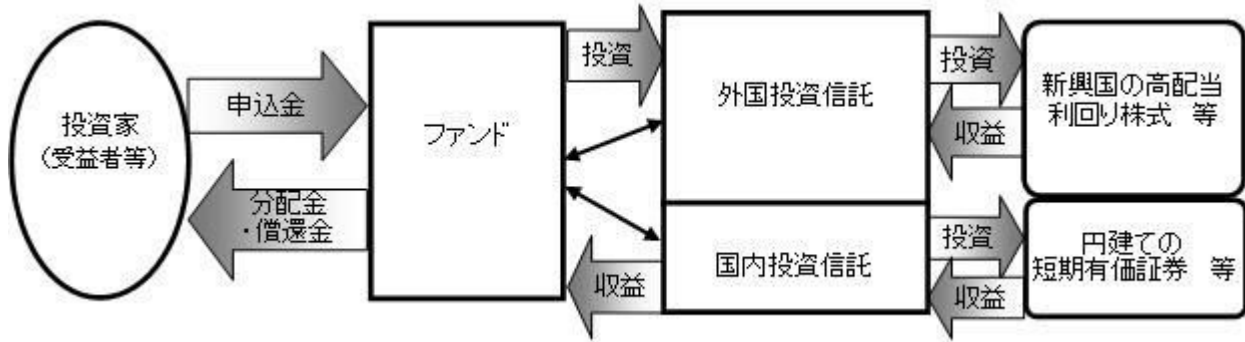 投資家
（受益者等）
申込金
分配金
・償還金
ファンド
投資
収益
外国投資信託
国内投資信託
投資
収益
投資
収益
新興国の高配当
利回り株式　等
円建ての
短期有価証券　等